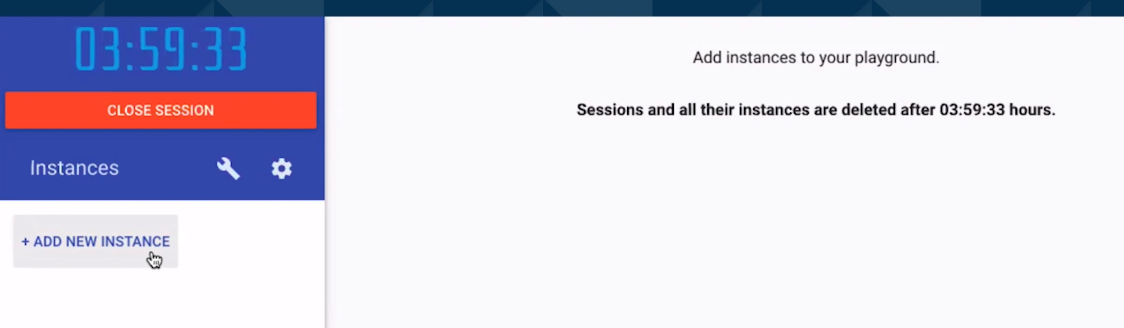 03:59:33
CLOSE SESSION
Instances
+ ADD NEW INSTANCE
Add instances to your playground.
Sessions and all their instances are deleted after 03:59:33 hours.